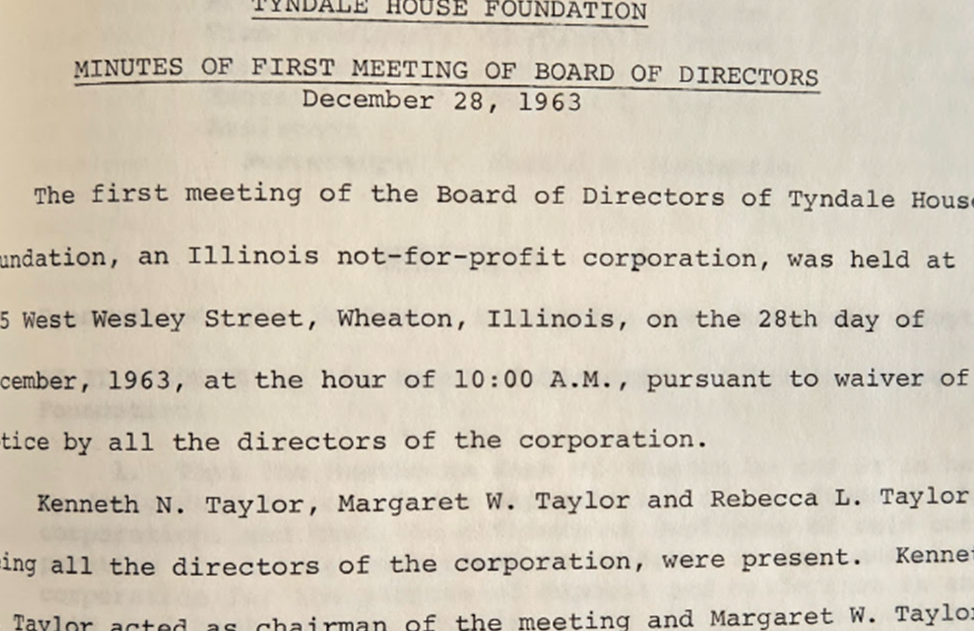 TYNDALE HOUSE FOUNDATION
MINUTES OF FIRST MEETING OF BOARD OF DIRECTORS
December 28, 1963
The first meeting of the Board of Directors of Tyndale House
undation, an Illinois not-for-profit corporation, was held at
5 West Wesley Street, Wheaton, Illinois, on the 28th day of
cember, 1963, at the hour of 10:00 A.M., pursuant to waiver of
tice by all the directors of the corporation.
Kenneth N. Taylor, Margaret W. Taylor and Rebecca L. Taylor
ing all the directors of the corporation, were present. Kennet
Taylor acted as chairman of the meeting and Margaret W. Taylo